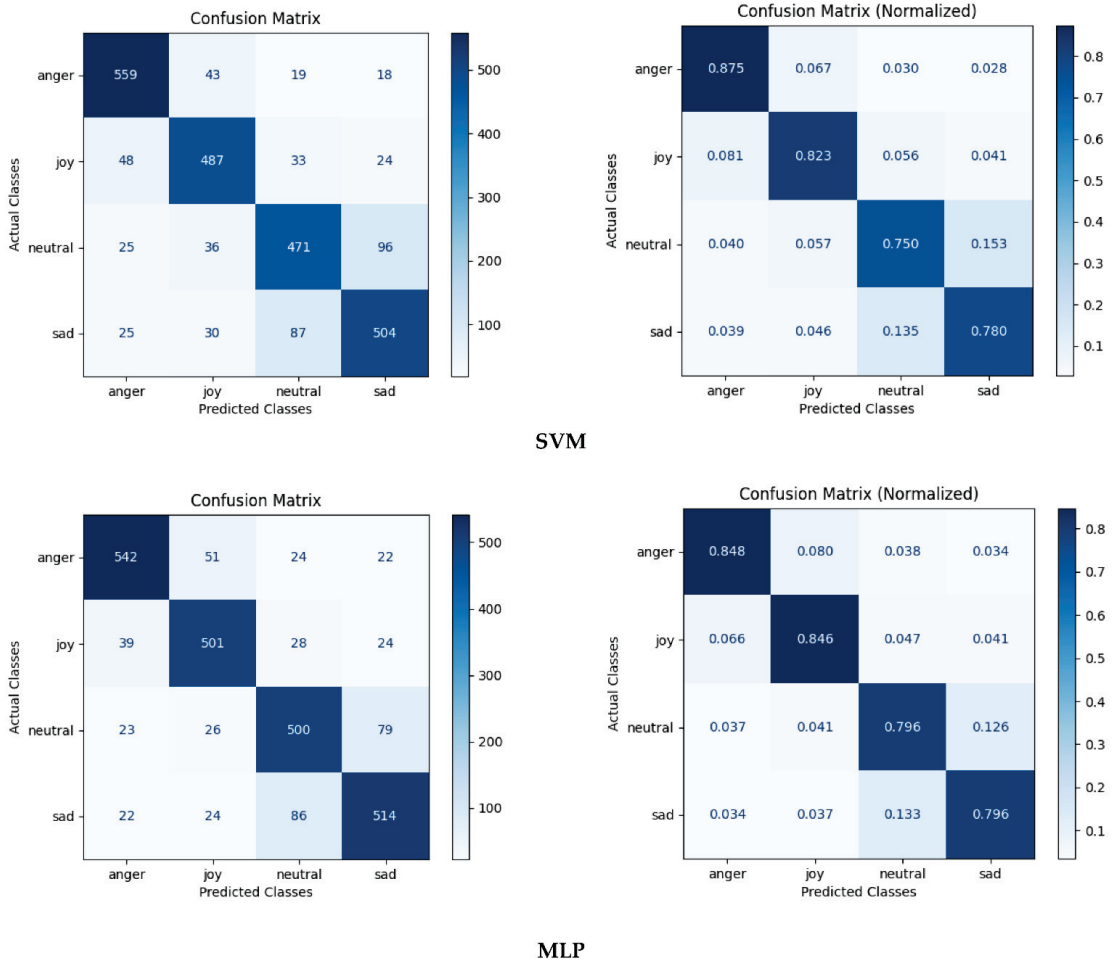 Confusion Matrix
anger 559 43 19 18
joy 48 487 33 24
neutral 25 36 471 96
sad 25 30 87 504
anger joy neutral sad
Predicted Classes
Actual Classes
500
400
300
200
100
Confusion Matrix (Normalized)
anger 0.875 0.067 0.030 0.028
joy 0.081 0.823 0.056 0.041
neutral 0.040 0.057 0.750 0.153
sad 0.039 0.046 0.135 0.780
anger joy neutral sad
Predicted Classes
Actual Classes
0.8
0.7
0.6
0.5
0.4
0.3
0.2
0.1
SVM
Confusion Matrix
anger 542 51 24 22
joy 39 501 28 24
neutral 23 26 500 79
sad 22 24 86 514
anger joy neutral sad
Predicted Classes
Actual Classes
500
400
300
200
100
Confusion Matrix (Normalized)
anger 0.848 0.080 0.038 0.034
joy 0.066 0.846 0.047 0.041
neutral 0.037 0.041 0.796 0.126
sad 0.034 0.037 0.133 0.796
anger joy neutral sad
Predicted Classes
Actual Classes
0.8
0.7
0.6
0.5
0.4
0.3
0.2
0.1
MLP